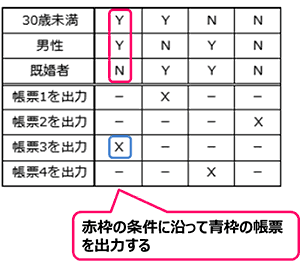 30歳未満 Y Y N N
男性 Y N Y N
既婚者 N Y Y N
帳票1を出力 − X − −
帳票2を出力 − − − X
帳票3を出力 X − − −
帳票4を出力 − − X −
赤枠の条件に沿って青枠の帳票
を出力する